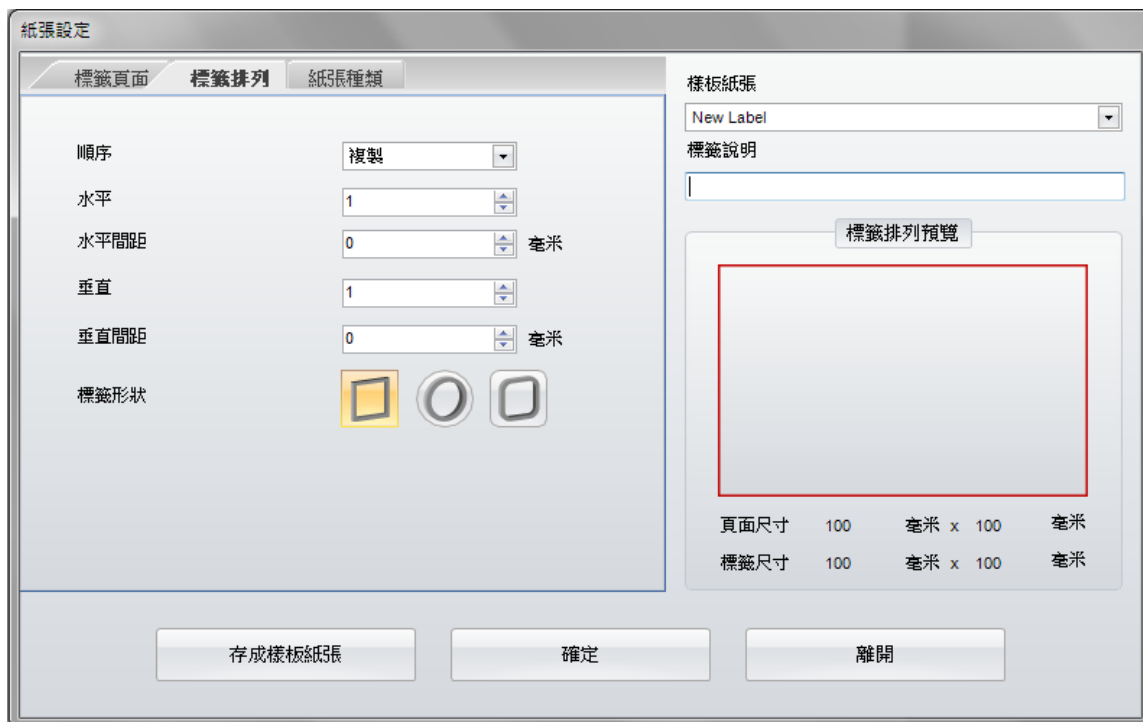 紙張設定
標籤頁面 標籤排列 紙張種類
順序 複製
水平 1
水平間距 0 毫米
垂直 1
垂直間距 0 毫米
標籤形狀
樣板紙張
New Label
標籤說明
標籤排列預覽
頁面尺寸 100 毫米 x 100 毫米
標籤尺寸 100 毫米 x 100 毫米
存成樣板紙張 確定 離開